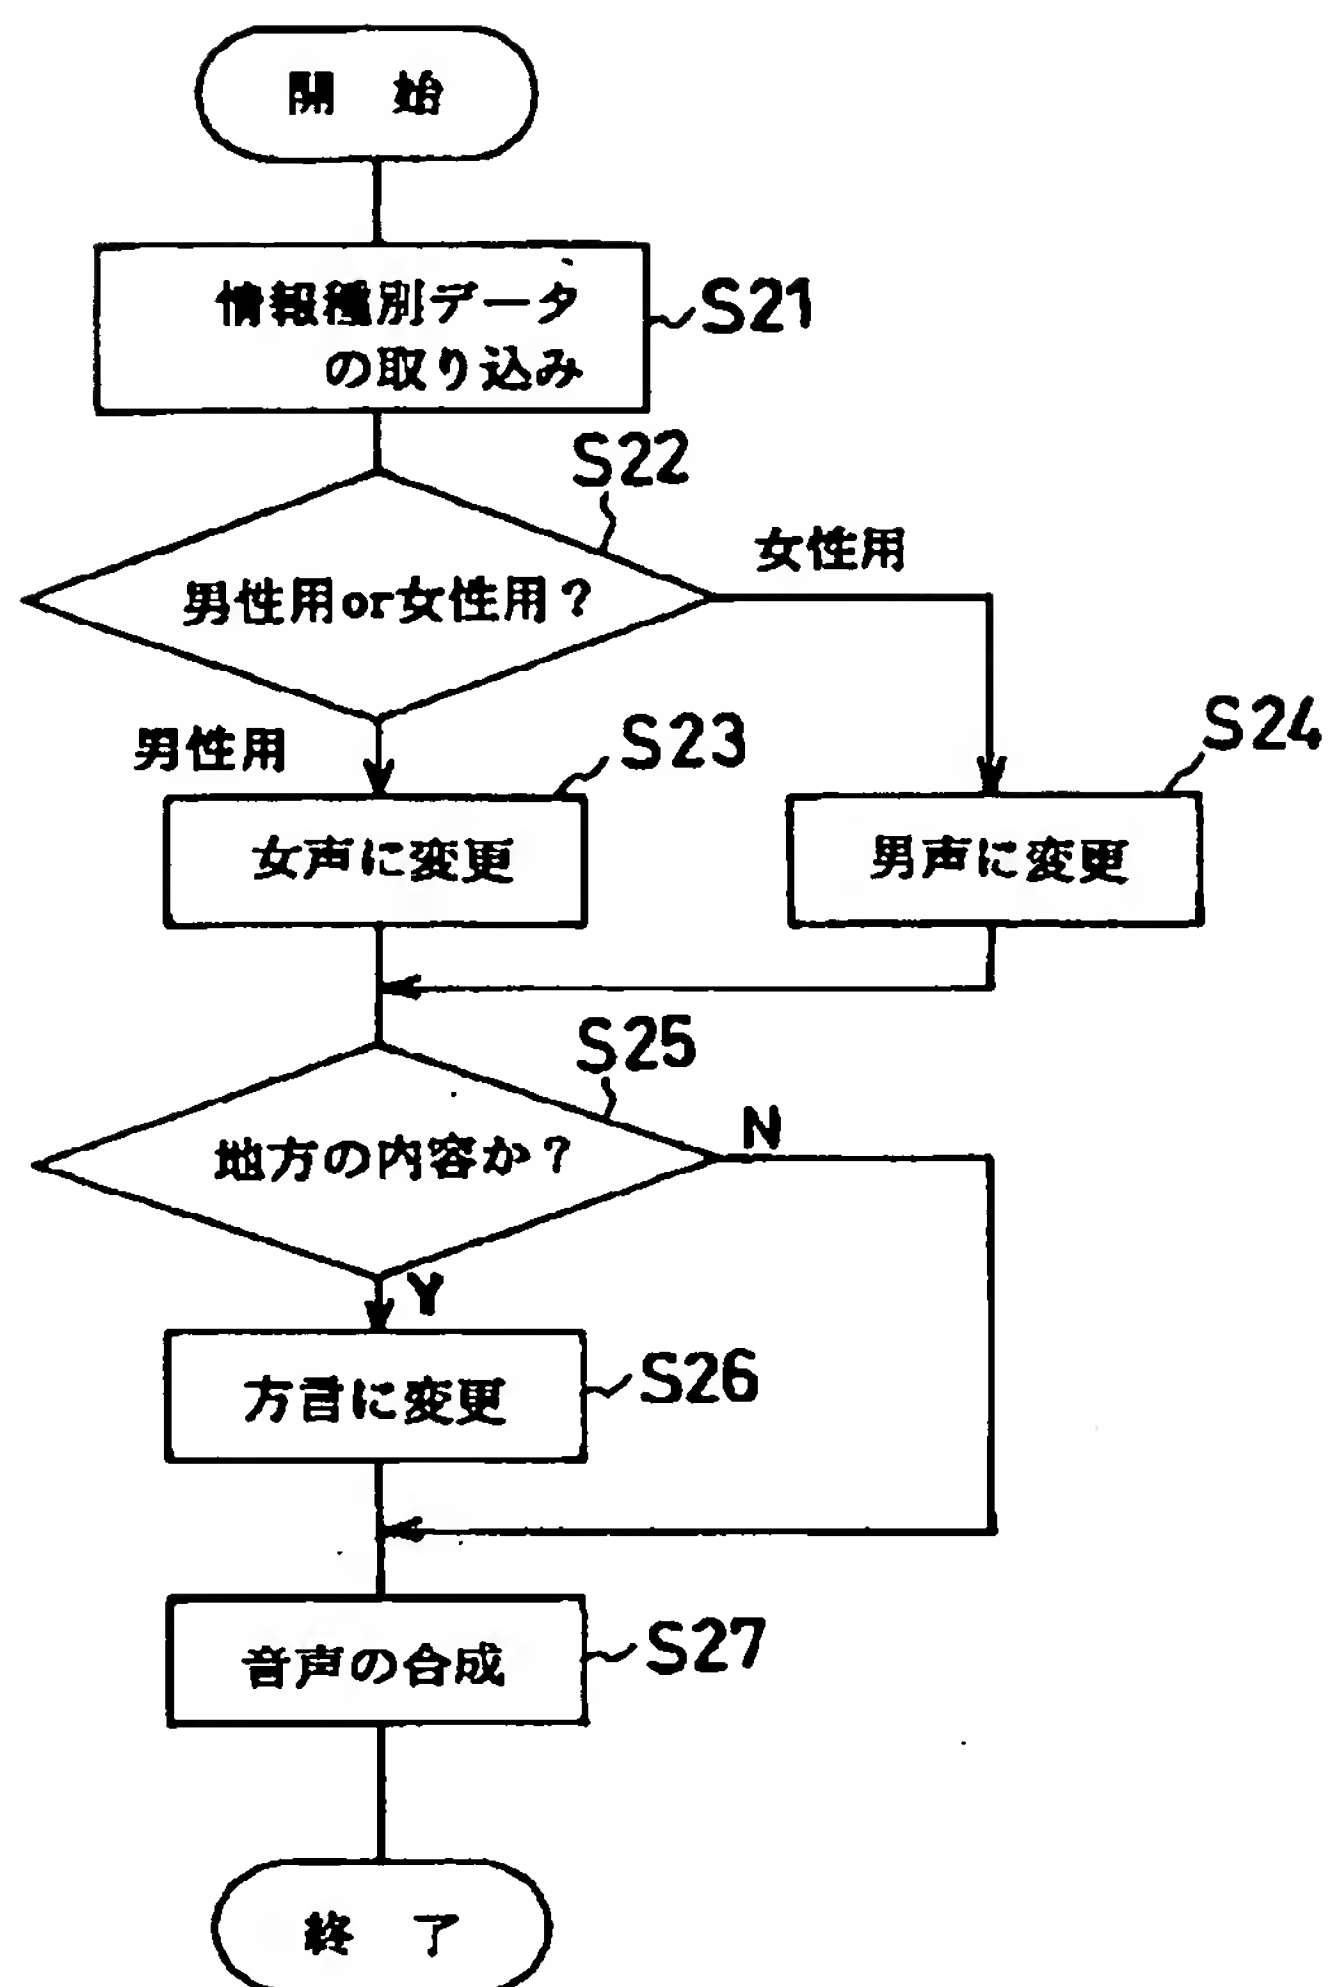 開 始
情報種別データ
の取り込み
S21
S22
男性用or女性用？
女性用
男性用
S23
女声に変更
S24
男声に変更
S25
地方の内容か？
N
Y
方言に変更
S26
音声の合成
S27
終 了